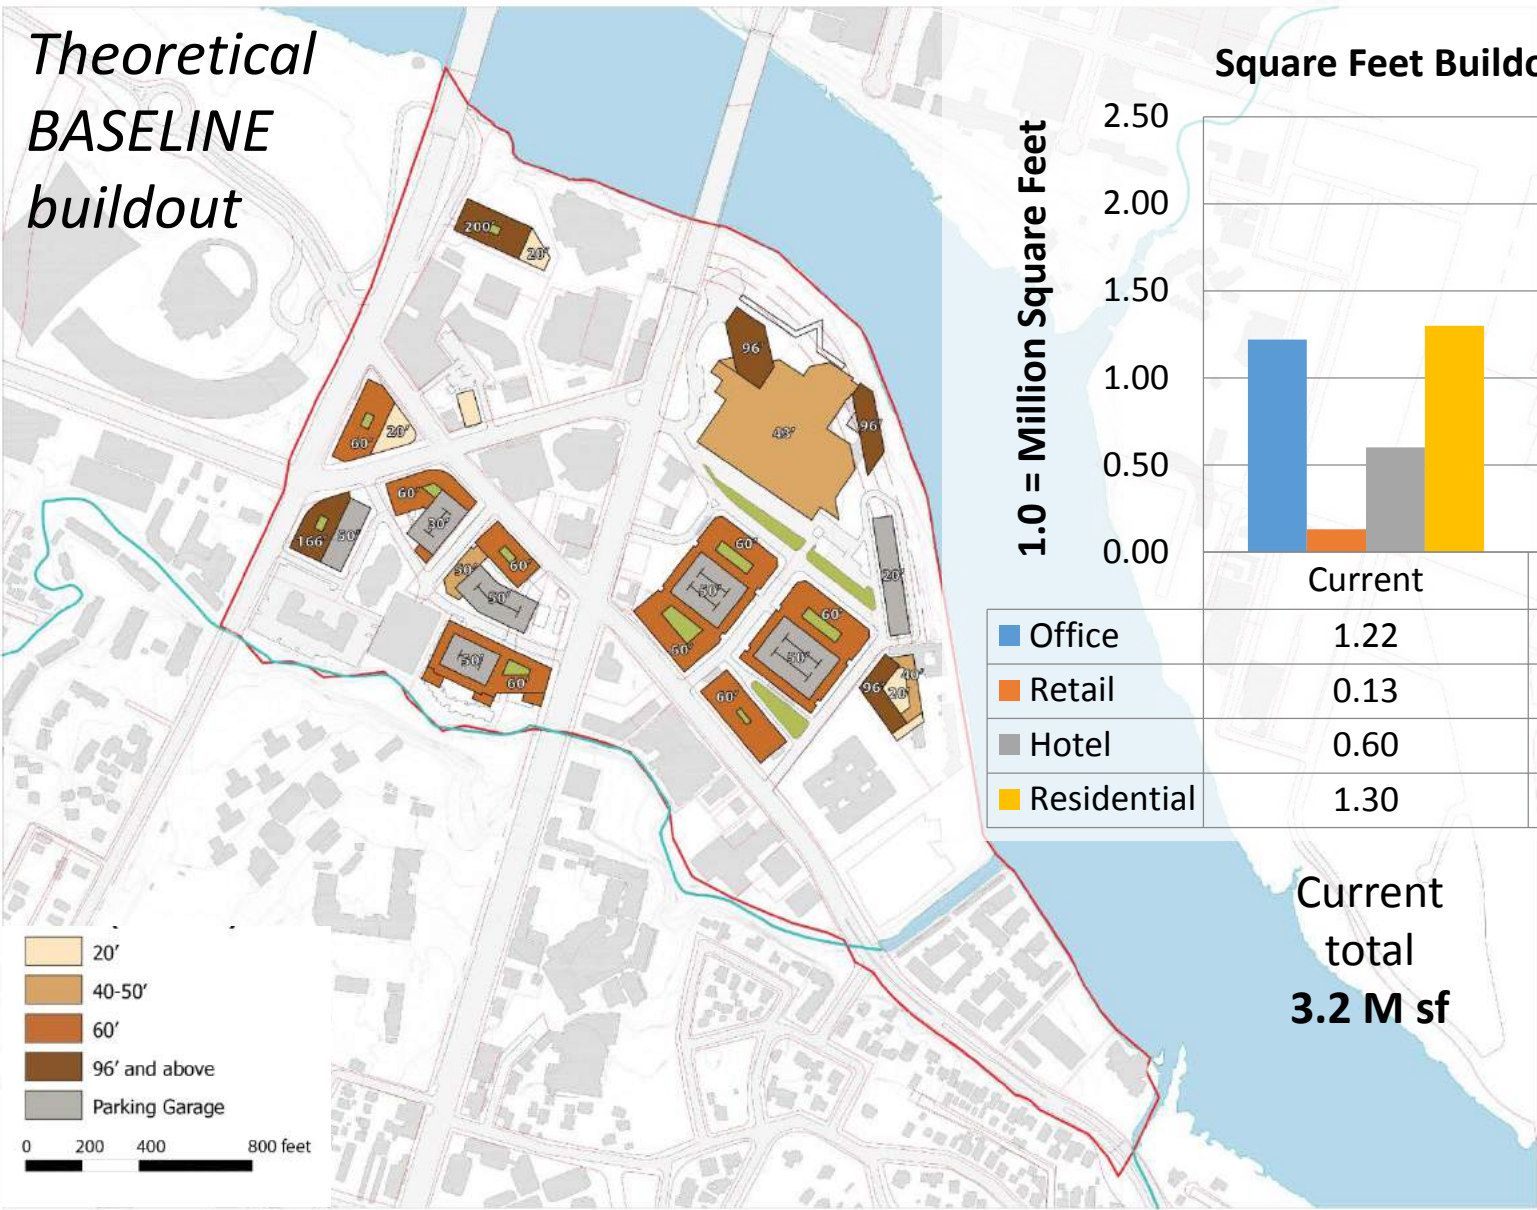 Theoretical
BASELINE
buildout
Square Feet Buildo
1.0 = Million Square Feet
2.50
2.00
1.50
1.00
0.50
0.00
Current
Office 1.22
Retail 0.13
Hotel 0.60
Residential 1.30
Current
total
3.2 M sf
200'
20'
96'
43'
96'
60'
20'
60'
30'
166'
50'
60'
50'
50'
50'
60'
60'
50'
60'
60'
50'
20'
60'
96'
20'
40'
20'
40-50'
60'
96' and above
Parking Garage
0 200 400 800 feet